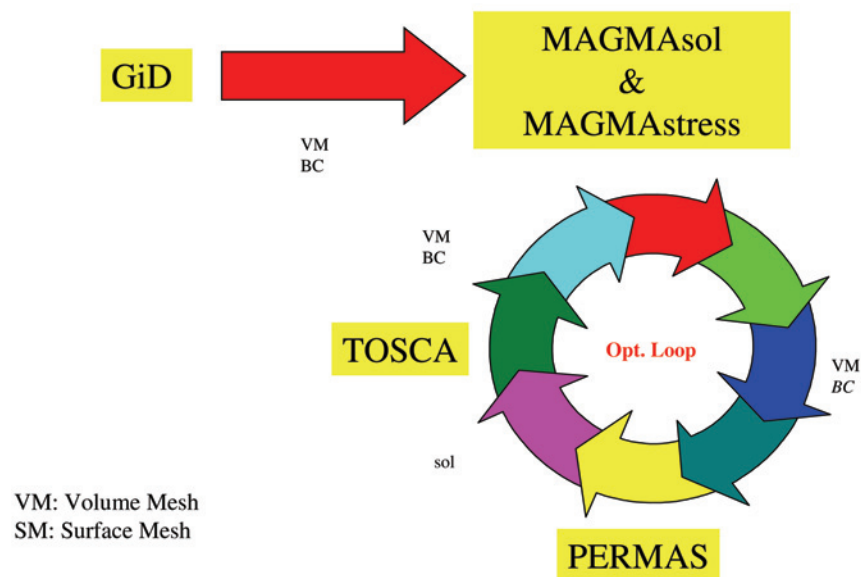 GiD
MAGMAsol
&
MAGMAstress
VM
BC
VM
BC
TOSCA
Opt. Loop
VM
BC
sol
VM: Volume Mesh
SM: Surface Mesh
PERMAS